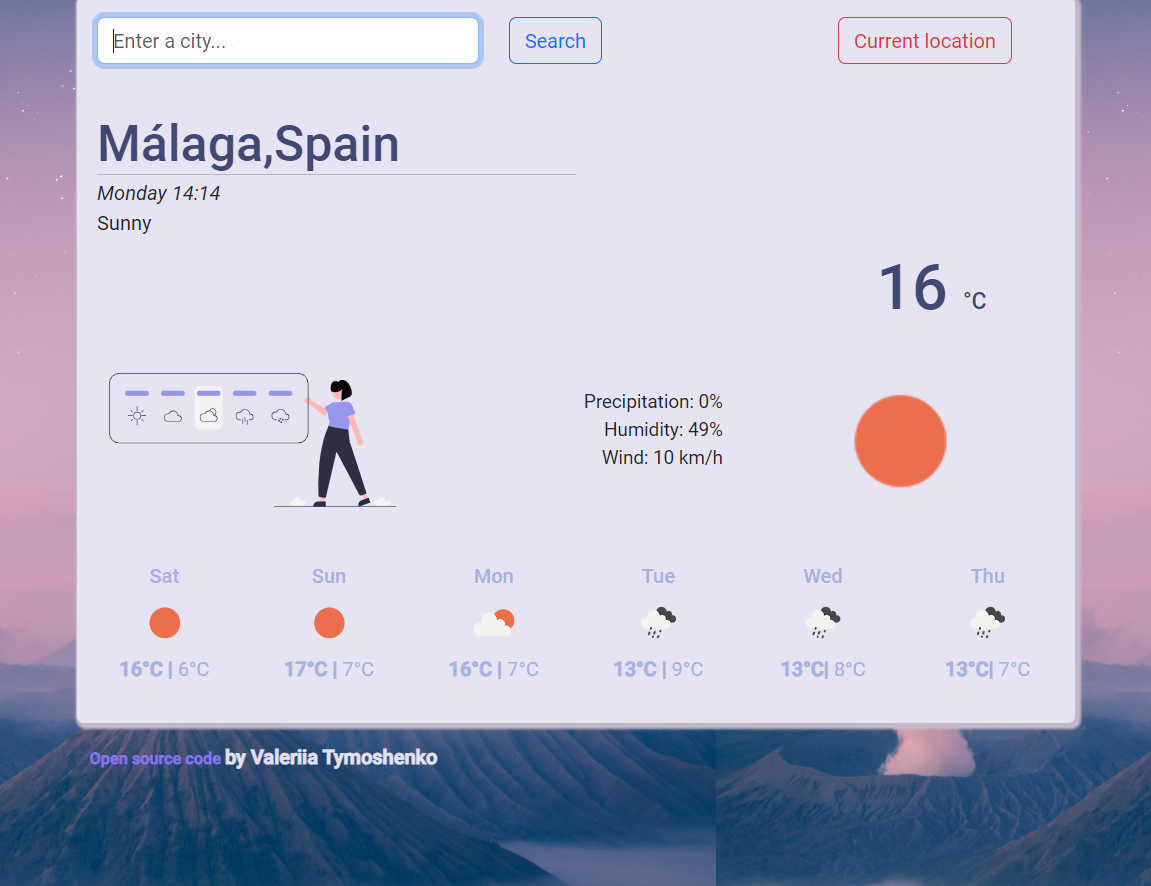 Enter a city...
Search
Current location
Málaga,Spain
Monday 14:14
Sunny
16 °C
Precipitation: 0%
Humidity: 49%
Wind: 10 km/h
Sat Sun Mon Tue Wed Thu
16°C | 6°C 17°C | 7°C 16°C | 7°C 13°C | 9°C 13°C| 8°C 13°C| 7°C
Open source code by Valeriia Tymoshenko